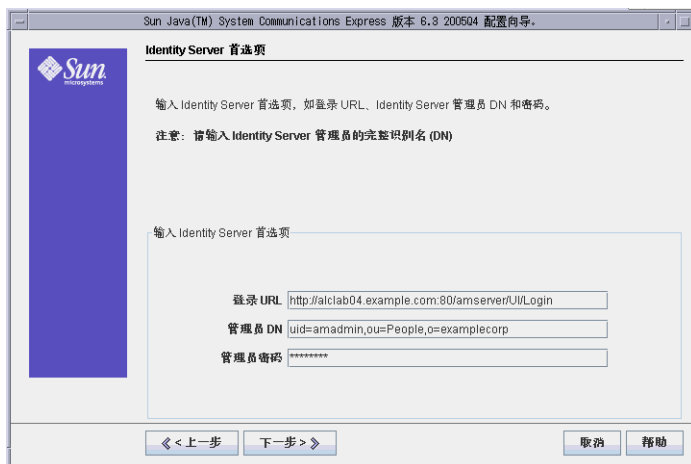 Sun Java(TM) System Communications Express 版本 6.3 2005Q4 配置向导。
Sun
microsystems
Identity Server 首选项
输入 Identity Server 首选项，如登录 URL、Identity Server 管理员 DN 和密码。
注意： 请输入 Identity Server 管理员的完整识别名 (DN)
输入 Identity Server 首选项
登录 URL http://alclab04.example.com:80/amserver/UI/Login
管理员 DN uid=amadmin,ou=People,o=examplecorp
管理员密码 ********
< 上一步 下一步 > 取消 帮助